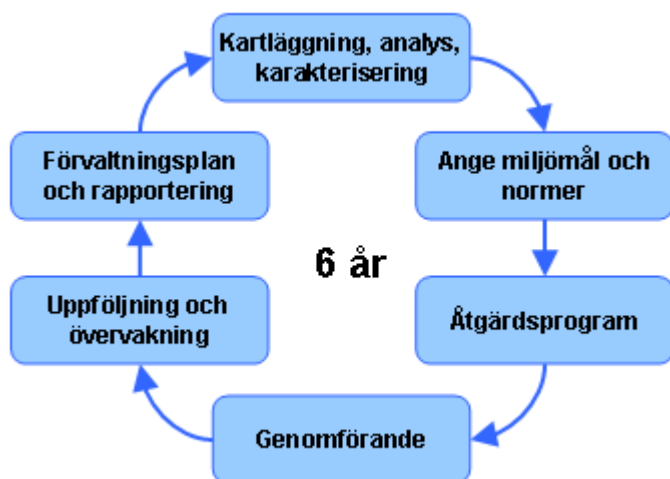 Kartläggning, analys,
karakterisering
Ange miljömål och
normer
Åtgärdsprogram
Genomförande
Uppföljning och
övervakning
Förvaltningsplan
och rapportering
6 år